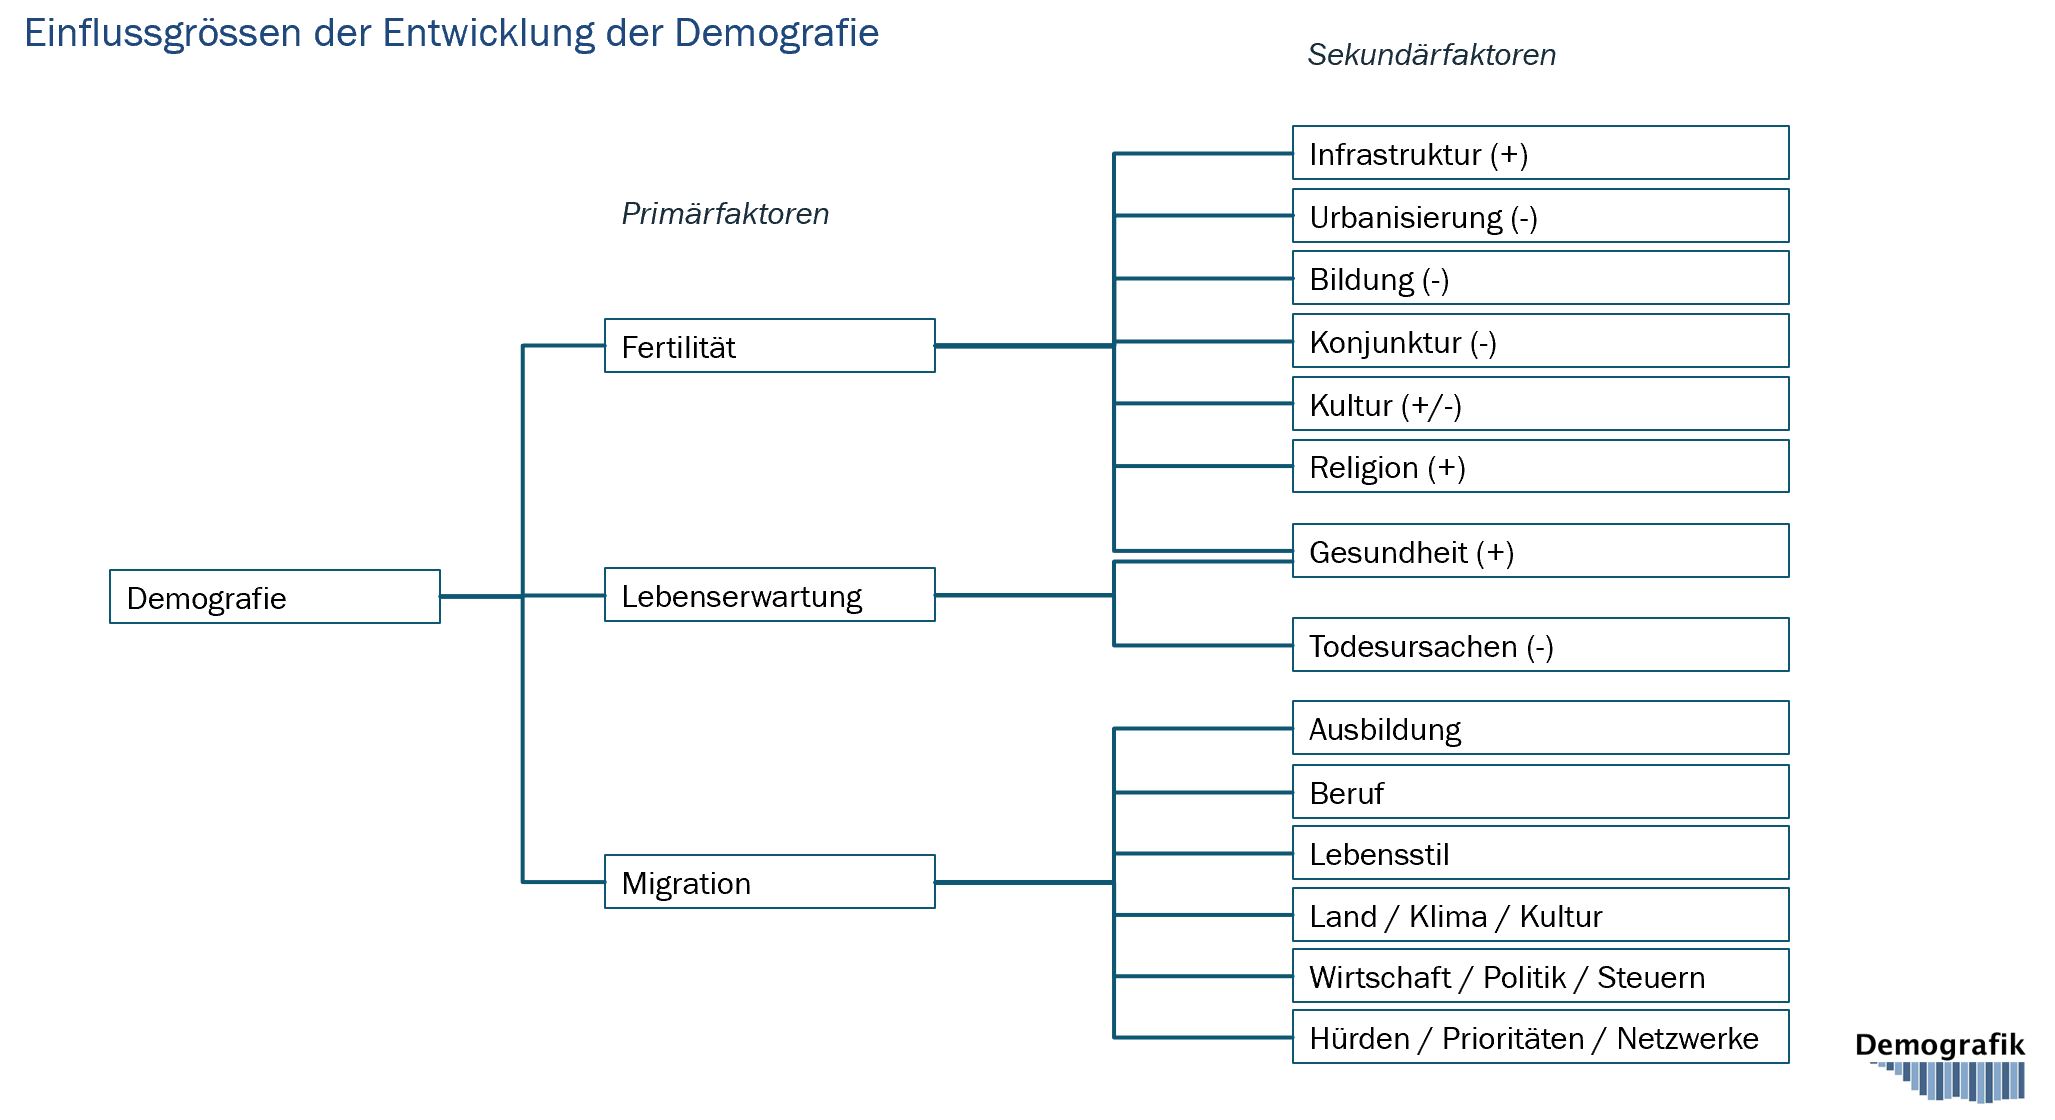 Einflussgrössen der Entwicklung der Demografie
Sekundärfaktoren
Primärfaktoren
Demografie
Fertilität
Lebenserwartung
Migration
Infrastruktur (+)
Urbanisierung (-)
Bildung (-)
Konjunktur (-)
Kultur (+/-)
Religion (+)
Gesundheit (+)
Todesursachen (-)
Ausbildung
Beruf
Lebensstil
Land / Klima / Kultur
Wirtschaft / Politik / Steuern
Hürden / Prioritäten / Netzwerke
Demografik